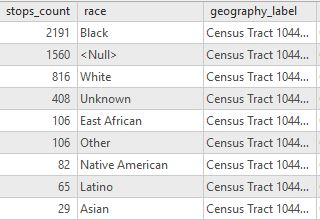 stops_count race geography_label
2191 Black Census Tract 1044...
1560 <Null> Census Tract 1044...
816 White Census Tract 1044...
408 Unknown Census Tract 1044...
106 East African Census Tract 1044...
106 Other Census Tract 1044...
82 Native American Census Tract 1044...
65 Latino Census Tract 1044...
29 Asian Census Tract 1044...